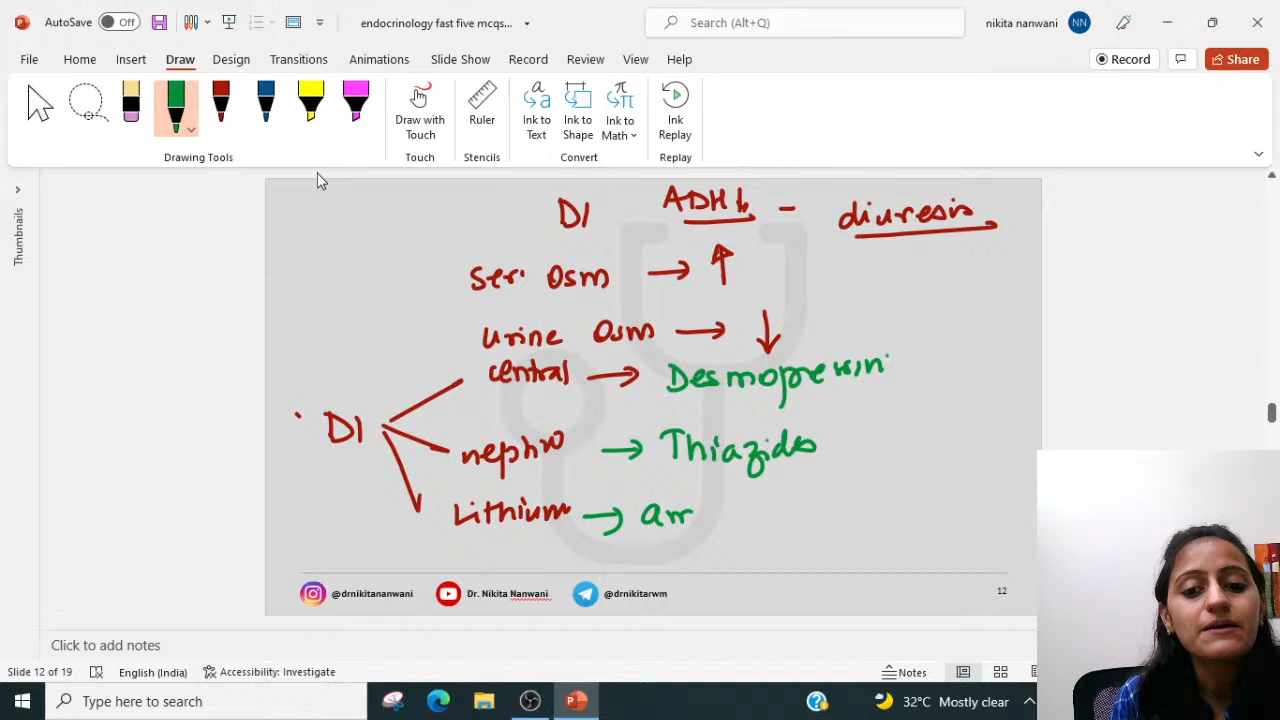 AutoSave Off endocrinology fast five mcqs... Search (Alt+Q) nikita nanwani NN
File Home Insert Draw Design Transitions Animations Slide Show Record Review View Help Record Share
Draw with Touch Ruler Ink to Text Ink to Shape Ink to Math Ink Replay
Drawing Tools Touch Stencils Convert Replay
Thumbnails
DI ADH↓ - diuresis
Ser. Osm → ↑
Urine Osm → ↓
central → Desmopressin
DI
nephro → Thiazides
Lithium → am
@drnikitananwani Dr. Nikita Nanwani @drnikitarwm 12
Click to add notes
Slide 12 of 19 English (India) Accessibility: Investigate Notes
Type here to search 32°C Mostly clear